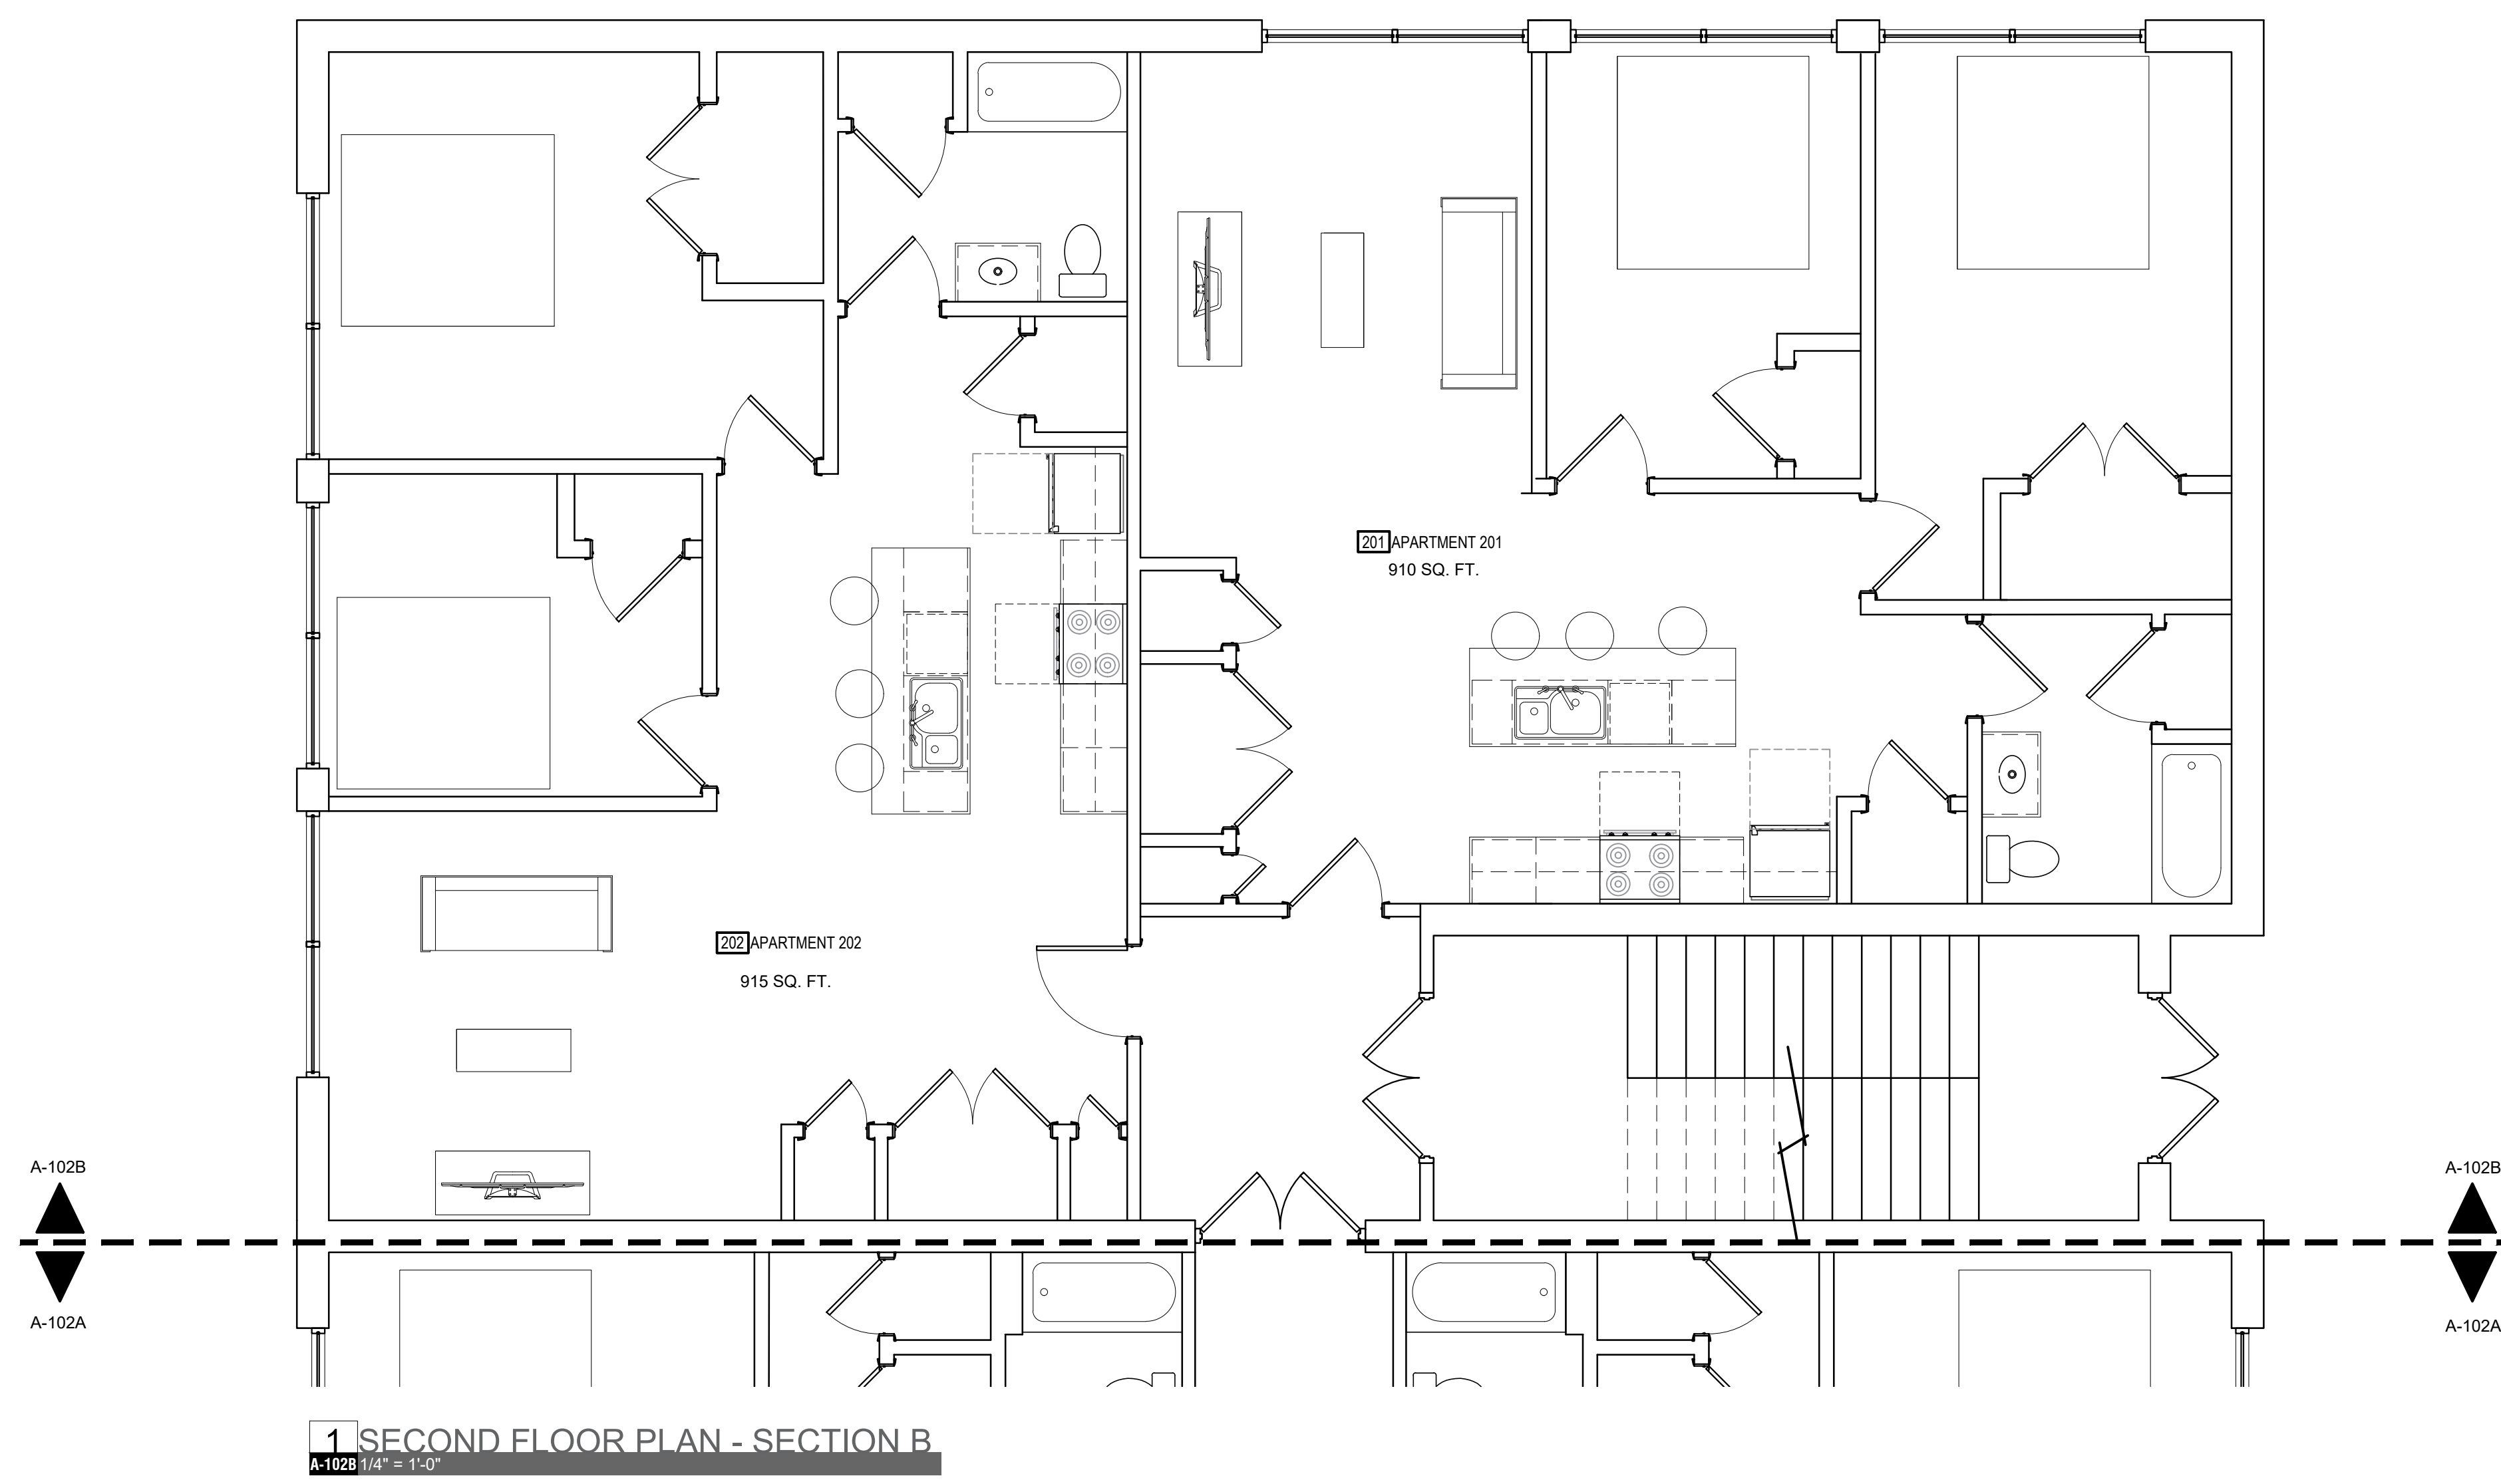 201 APARTMENT 201
910 SQ. FT.
202 APARTMENT 202
915 SQ. FT.
A-102B
A-102B
A-102A
A-102A
1 SECOND FLOOR PLAN - SECTION B
A-102B 1/4" = 1'-0"